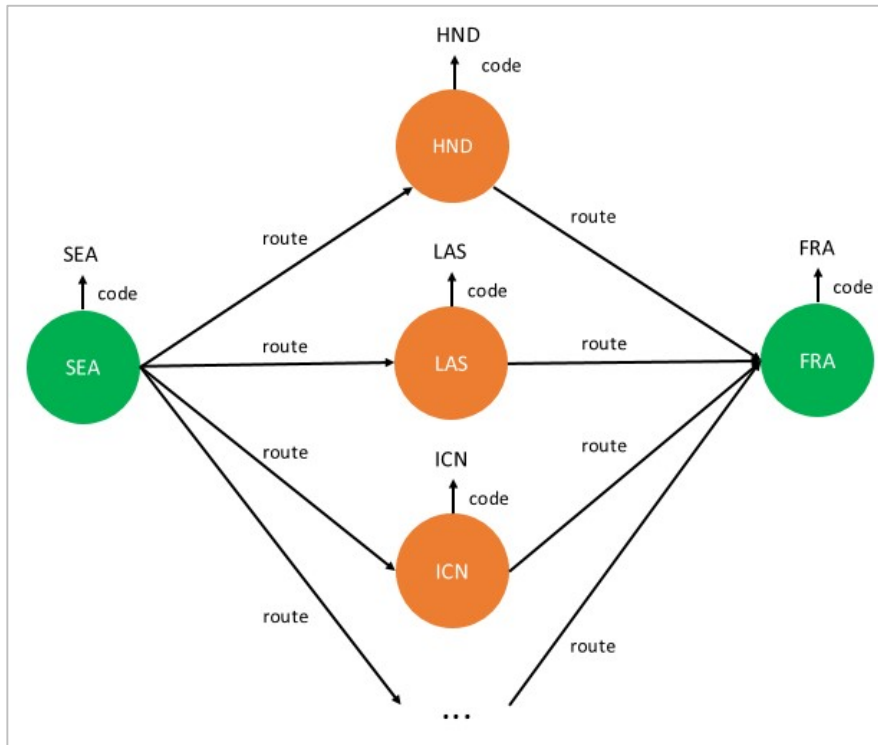 HND
code
HND
route
route
SEA
LAS
FRA
code
code
code
route
route
SEA
LAS
FRA
route
ICN
route
code
ICN
route
route
...